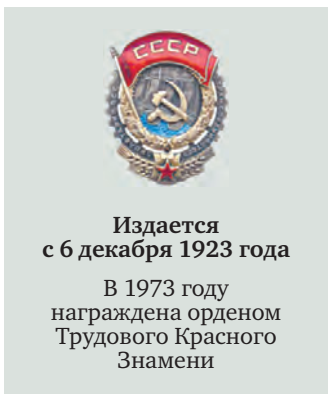 СССР
Издается
с 6 декабря 1923 года
В 1973 году
награждена орденом
Трудового Красного
Знамени